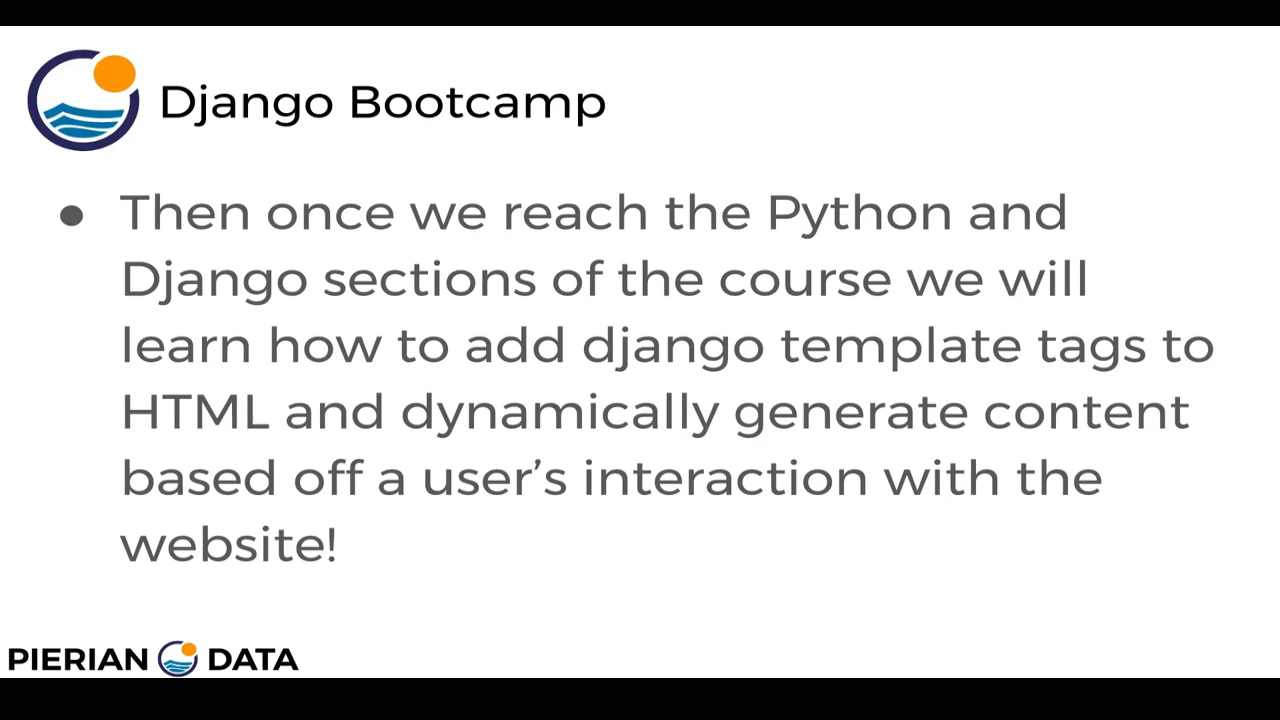 Django Bootcamp
● Then once we reach the Python and
Django sections of the course we will
learn how to add django template tags to
HTML and dynamically generate content
based off a user’s interaction with the
website!
PIERIAN DATA